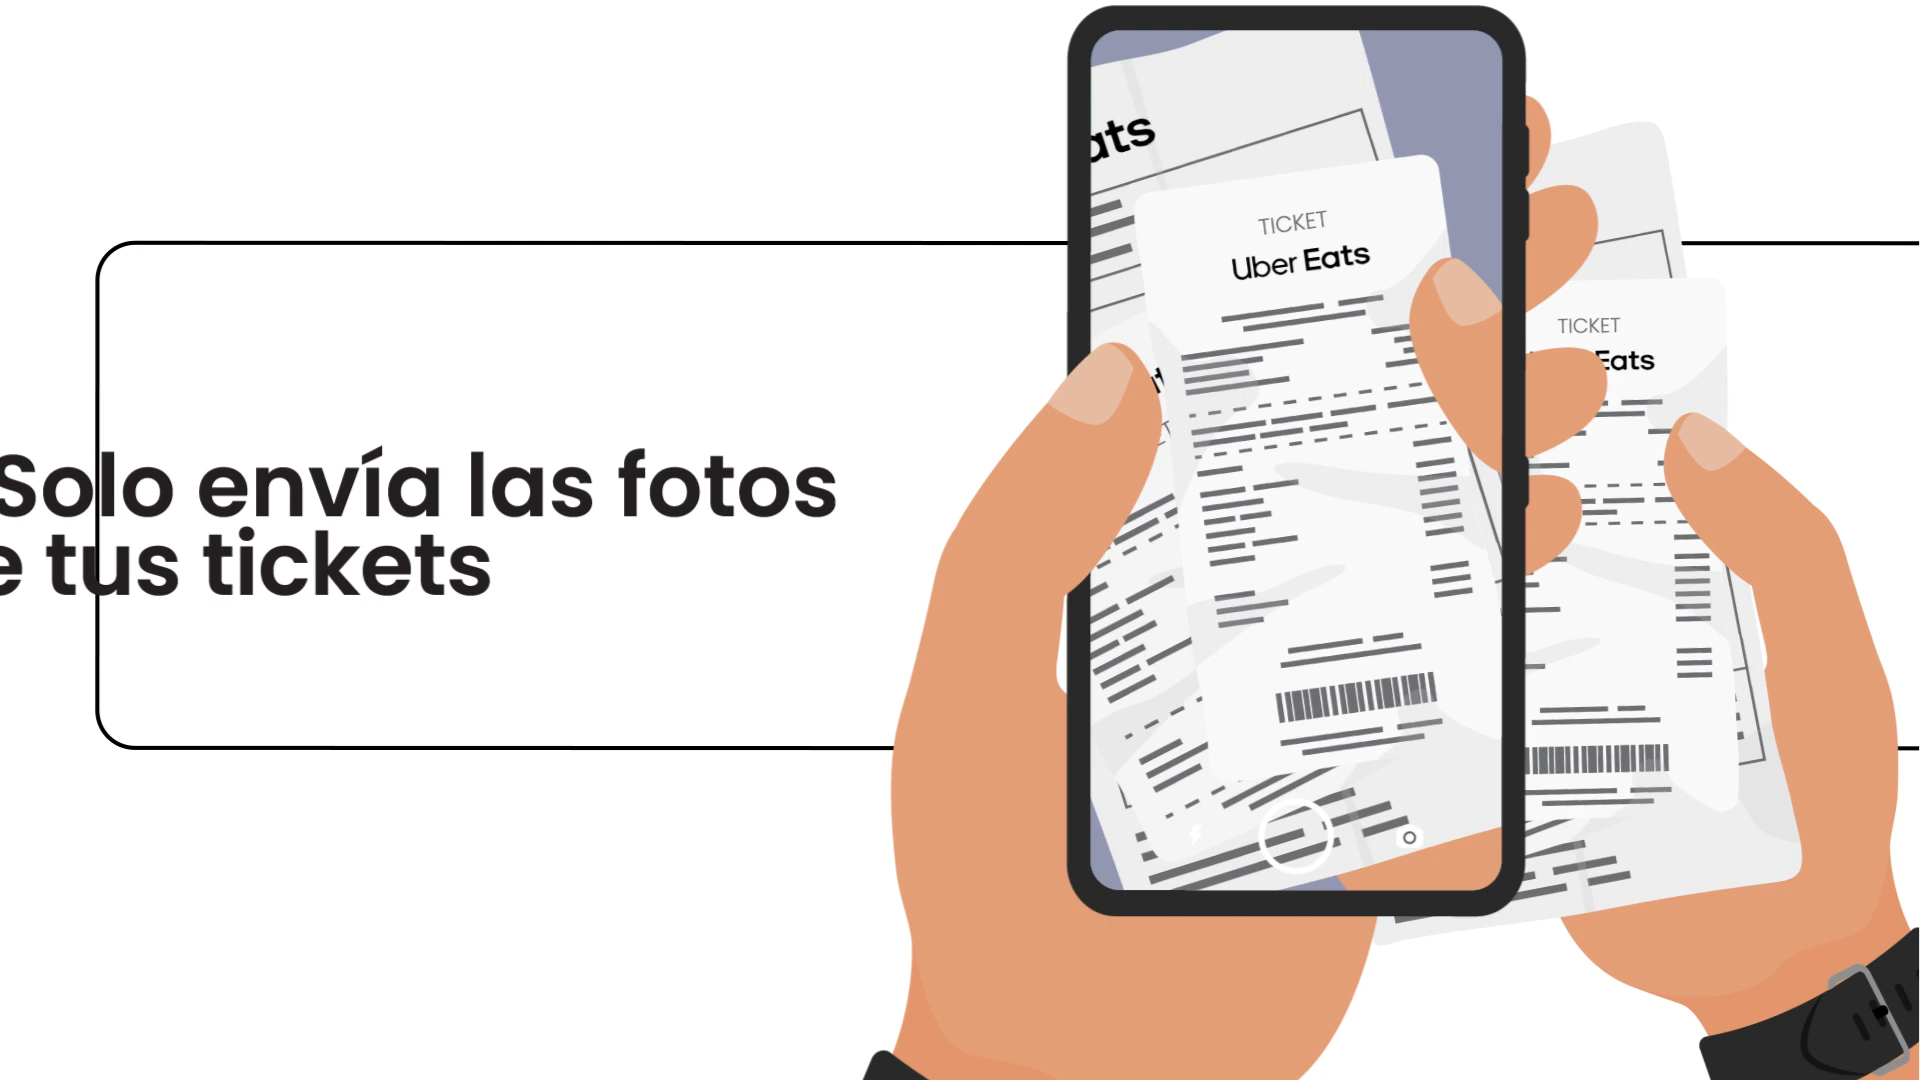 Solo envía las fotos
e tus tickets
ats
TICKET
Uber Eats
TICKET
Eats